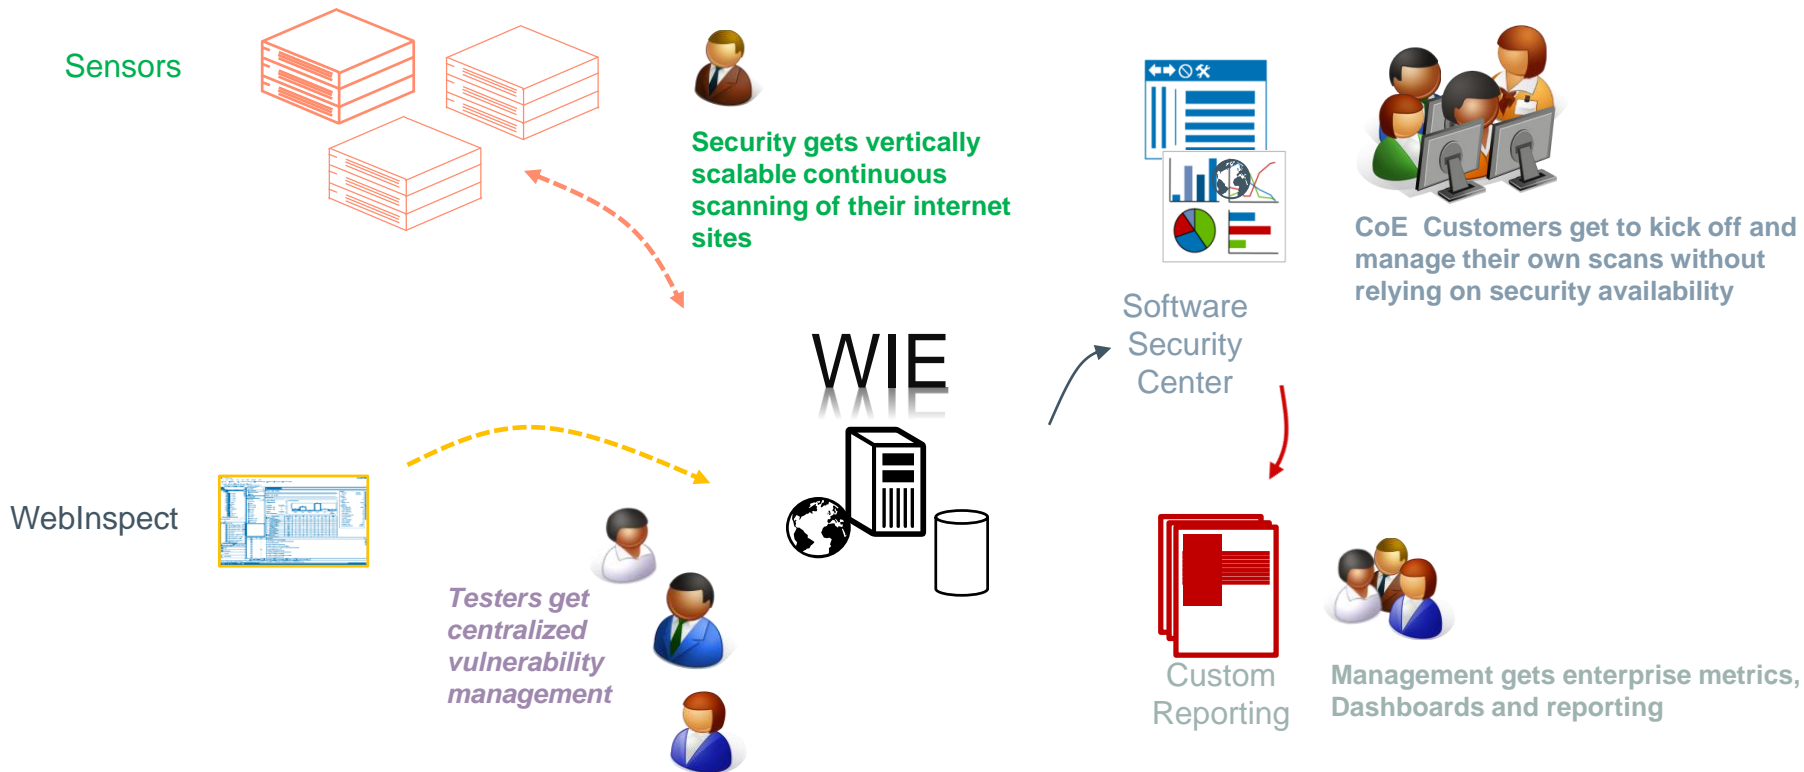 Sensors
Security gets vertically
scalable continuous
scanning of their internet
sites
CoE  Customers get to kick off and
manage their own scans without
relying on security availability
Software
Security
Center
WIE
WebInspect
Testers get
centralized
vulnerability
management
Custom
Reporting
Management gets enterprise metrics,
Dashboards and reporting